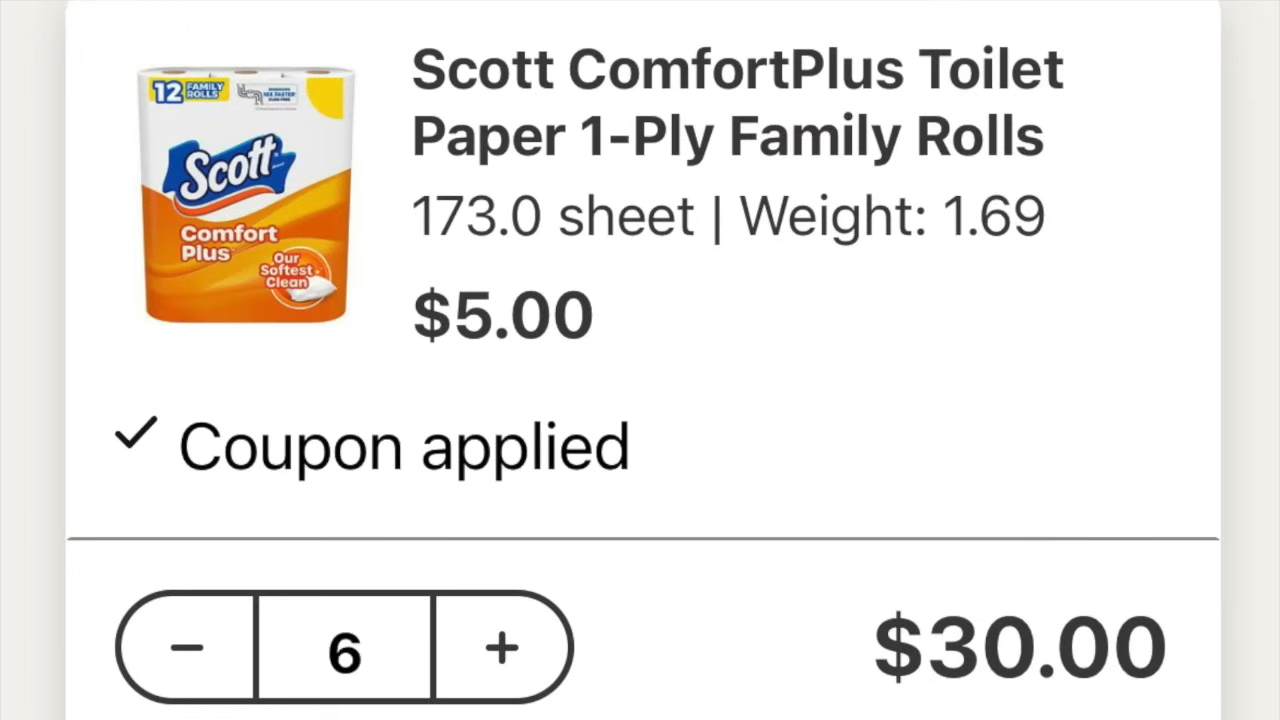 Scott ComfortPlus Toilet
Paper 1-Ply Family Rolls
173.0 sheet | Weight: 1.69
$5.00
12 FAMILY
ROLLS
Scott
Comfort
Plus
Our
Softest
Clean
Coupon applied
− 6 +
$30.00